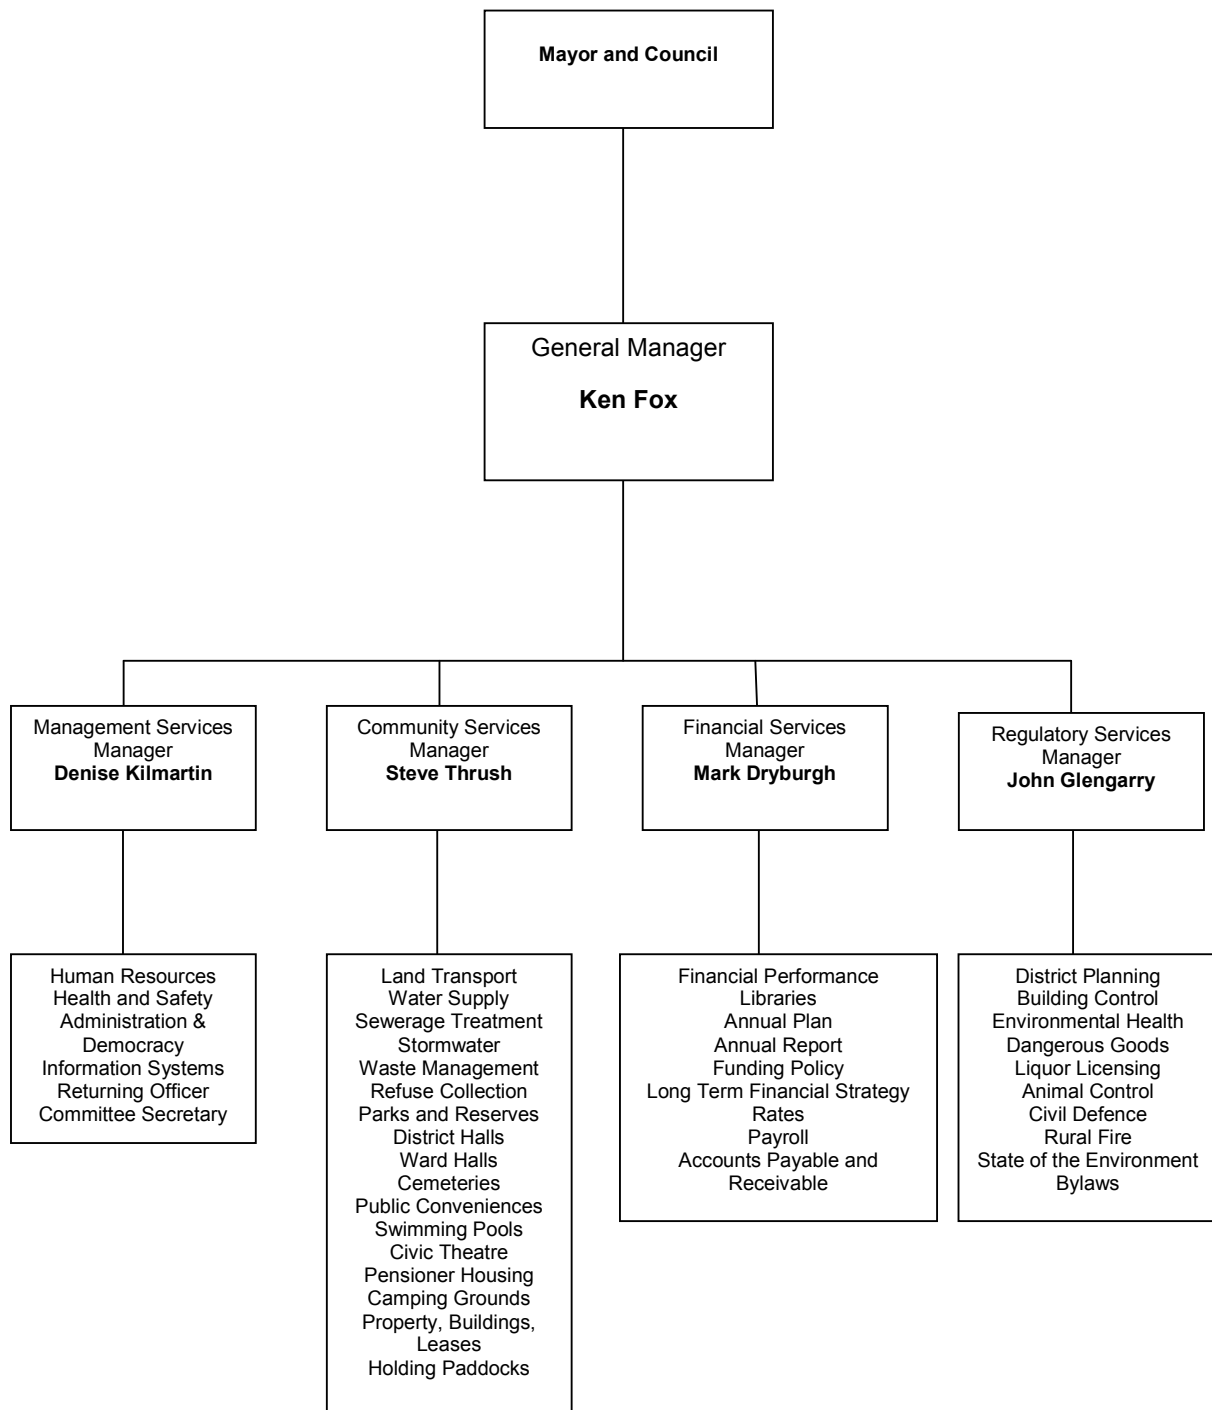 Mayor and Council
General Manager
Ken Fox
Management Services
Manager
Denise Kilmartin
Community Services
Manager
Steve Thrush
Financial Services
Manager
Mark Dryburgh
Regulatory Services
Manager
John Glengarry
Human Resources
Health and Safety
Administration &
Democracy
Information Systems
Returning Officer
Committee Secretary
Land Transport
Water Supply
Sewerage Treatment
Stormwater
Waste Management
Refuse Collection
Parks and Reserves
District Halls
Ward Halls
Cemeteries
Public Conveniences
Swimming Pools
Civic Theatre
Pensioner Housing
Camping Grounds
Property, Buildings,
Leases
Holding Paddocks
Financial Performance
Libraries
Annual Plan
Annual Report
Funding Policy
Long Term Financial Strategy
Rates
Payroll
Accounts Payable and
Receivable
District Planning
Building Control
Environmental Health
Dangerous Goods
Liquor Licensing
Animal Control
Civil Defence
Rural Fire
State of the Environment
Bylaws